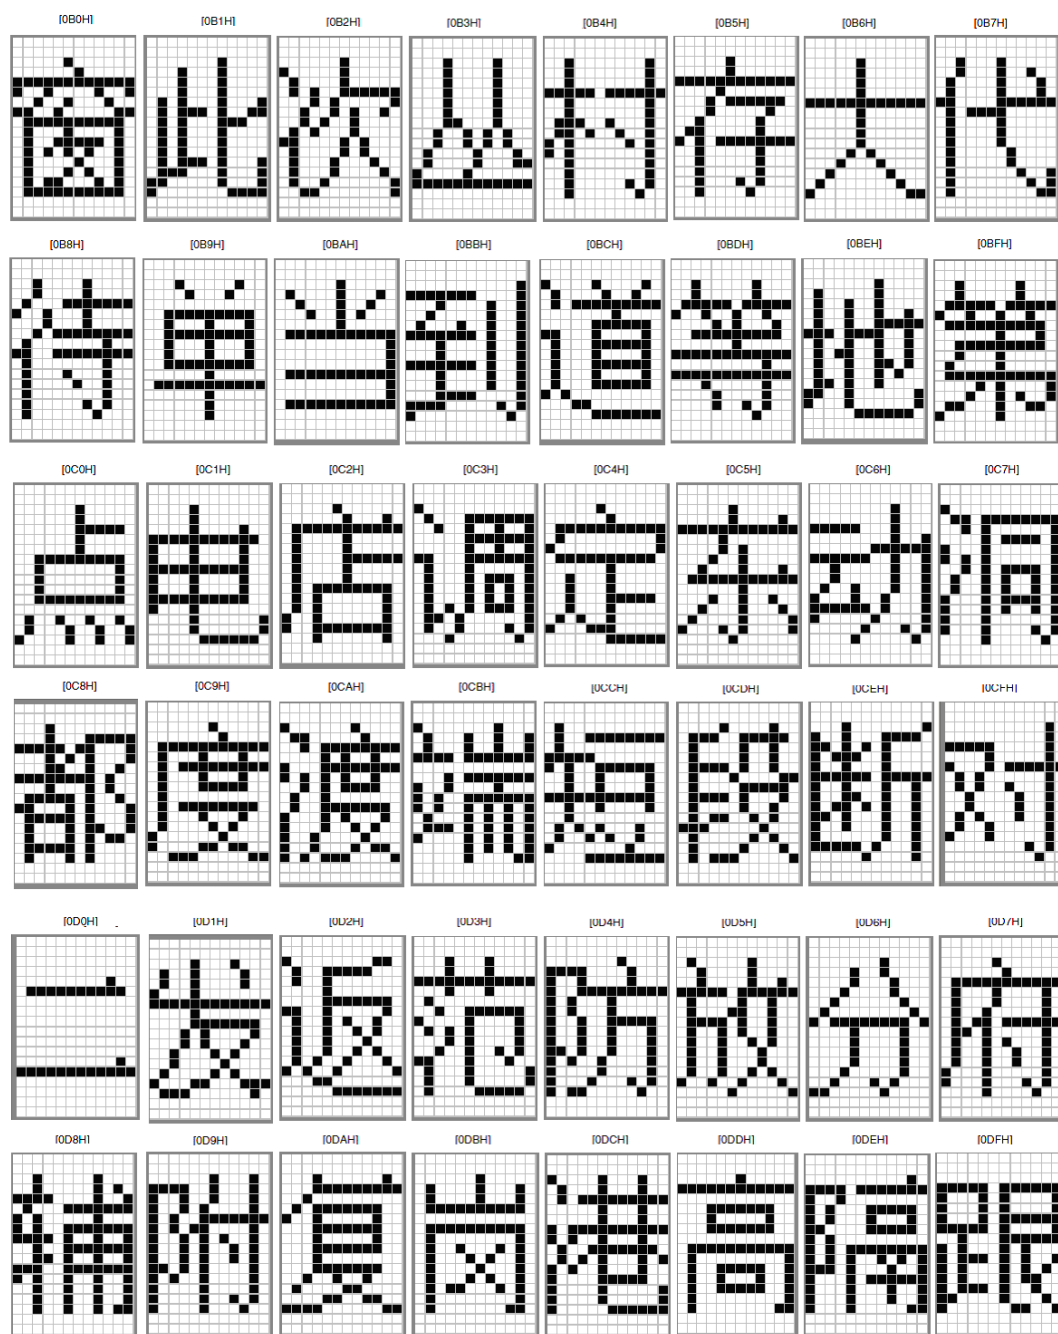 [0B0H] [0B1H] [0B2H] [0B3H] [0B4H] [0B5H] [0B6H] [0B7H]
窗 比 次 丛 村 存 大 代
[0B8H] [0B9H] [0BAH] [0BBH] [0BCH] [0BDH] [0BEH] [0BFH]
待 单 当 到 道 等 地 第
[0C0H] [0C1H] [0C2H] [0C3H] [0C4H] [0C5H] [0C6H] [0C7H]
点 电 店 调 定 东 动 洞
[0C8H] [0C9H] [0CAH] [0CBH] [0CCH] [0CDH] [0CEH] [0CFH]
都 度 渡 端 短 段 断 对
[0D0H] [0D1H] [0D2H] [0D3H] [0D4H] [0D5H] [0D6H] [0D7H]
二 发 返 范 防 放 分 府
[0D8H] [0D9H] [0DAH] [0DBH] [0DCH] [0DDH] [0DEH] [0DFH]
辅 附 复 岗 港 高 隔 跟